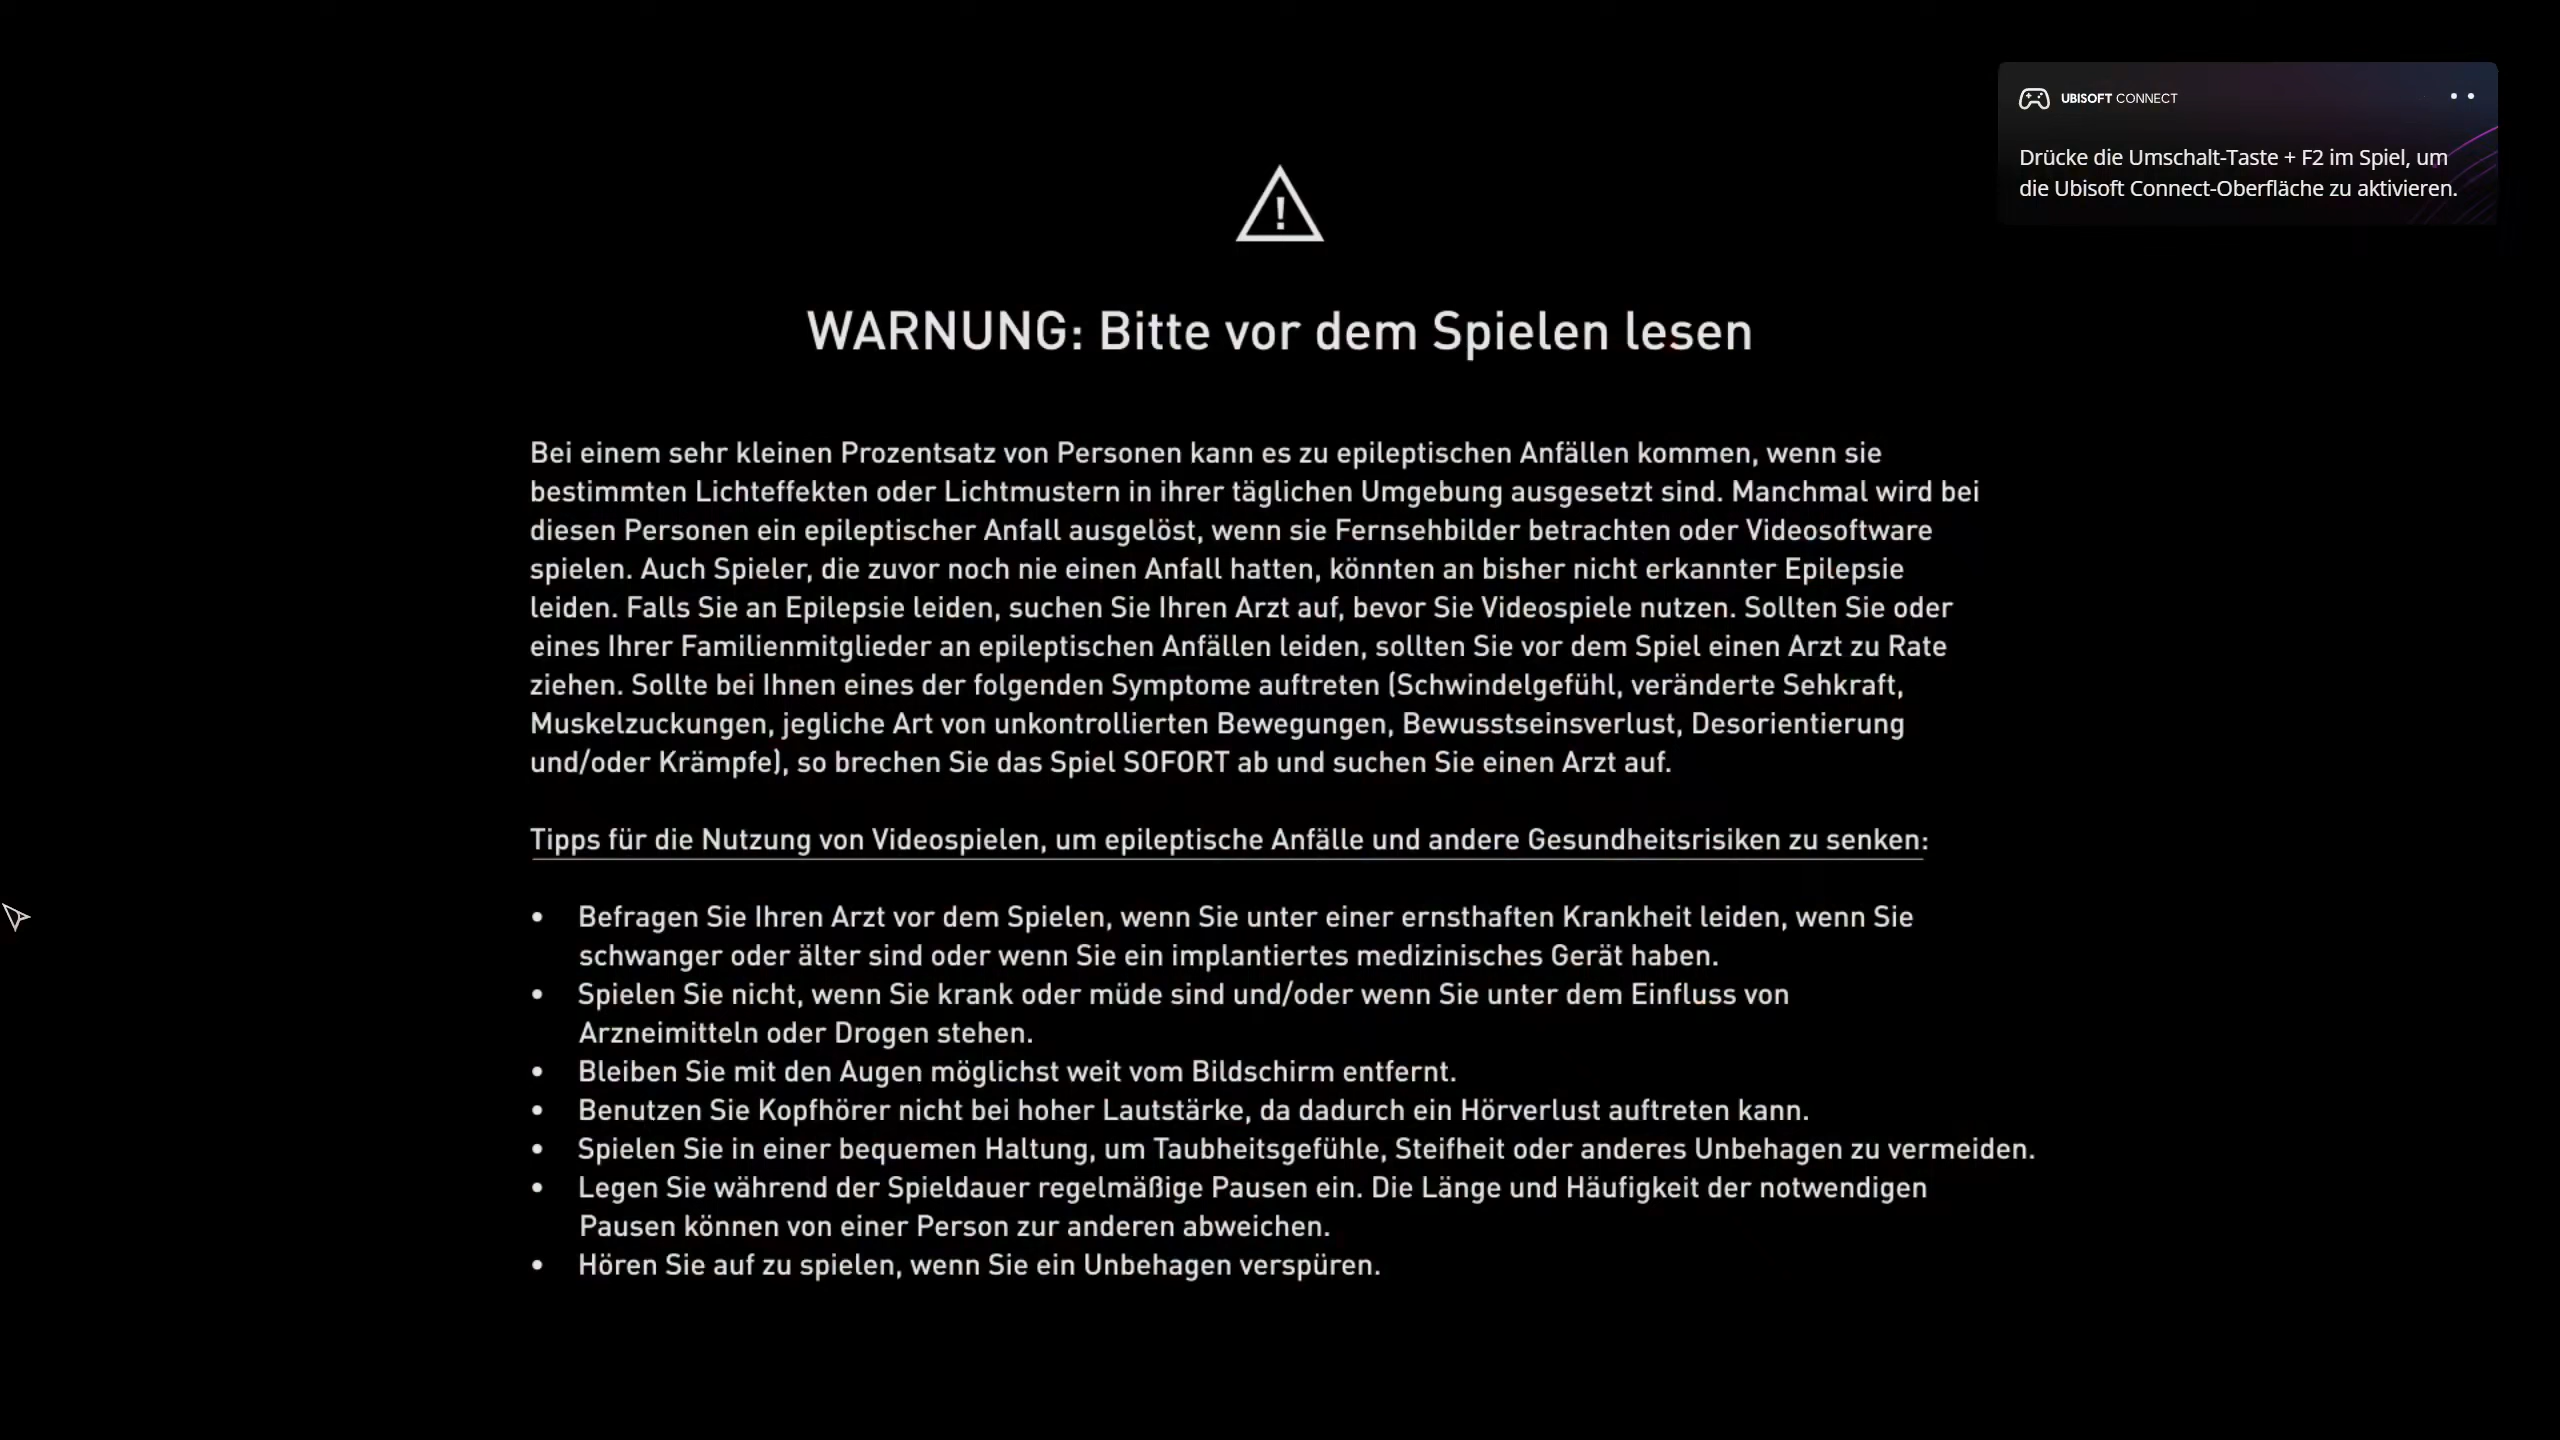 UBISOFT CONNECT
Drücke die Umschalt-Taste + F2 im Spiel, um
die Ubisoft Connect-Oberfläche zu aktivieren.
WARNUNG: Bitte vor dem Spielen lesen
Bei einem sehr kleinen Prozentsatz von Personen kann es zu epileptischen Anfällen kommen, wenn sie
bestimmten Lichteffekten oder Lichtmustern in ihrer täglichen Umgebung ausgesetzt sind. Manchmal wird bei
diesen Personen ein epileptischer Anfall ausgelöst, wenn sie Fernsehbilder betrachten oder Videosoftware
spielen. Auch Spieler, die zuvor noch nie einen Anfall hatten, könnten an bisher nicht erkannter Epilepsie
leiden. Falls Sie an Epilepsie leiden, suchen Sie Ihren Arzt auf, bevor Sie Videospiele nutzen. Sollten Sie oder
eines Ihrer Familienmitglieder an epileptischen Anfällen leiden, sollten Sie vor dem Spiel einen Arzt zu Rate
ziehen. Sollte bei Ihnen eines der folgenden Symptome auftreten (Schwindelgefühl, veränderte Sehkraft,
Muskelzuckungen, jegliche Art von unkontrollierten Bewegungen, Bewusstseinsverlust, Desorientierung
und/oder Krämpfe), so brechen Sie das Spiel SOFORT ab und suchen Sie einen Arzt auf.
Tipps für die Nutzung von Videospielen, um epileptische Anfälle und andere Gesundheitsrisiken zu senken:
• Befragen Sie Ihren Arzt vor dem Spielen, wenn Sie unter einer ernsthaften Krankheit leiden, wenn Sie
schwanger oder älter sind oder wenn Sie ein implantiertes medizinisches Gerät haben.
• Spielen Sie nicht, wenn Sie krank oder müde sind und/oder wenn Sie unter dem Einfluss von
Arzneimitteln oder Drogen stehen.
• Bleiben Sie mit den Augen möglichst weit vom Bildschirm entfernt.
• Benutzen Sie Kopfhörer nicht bei hoher Lautstärke, da dadurch ein Hörverlust auftreten kann.
• Spielen Sie in einer bequemen Haltung, um Taubheitsgefühle, Steifheit oder anderes Unbehagen zu vermeiden.
• Legen Sie während der Spieldauer regelmäßige Pausen ein. Die Länge und Häufigkeit der notwendigen
Pausen können von einer Person zur anderen abweichen.
• Hören Sie auf zu spielen, wenn Sie ein Unbehagen verspüren.